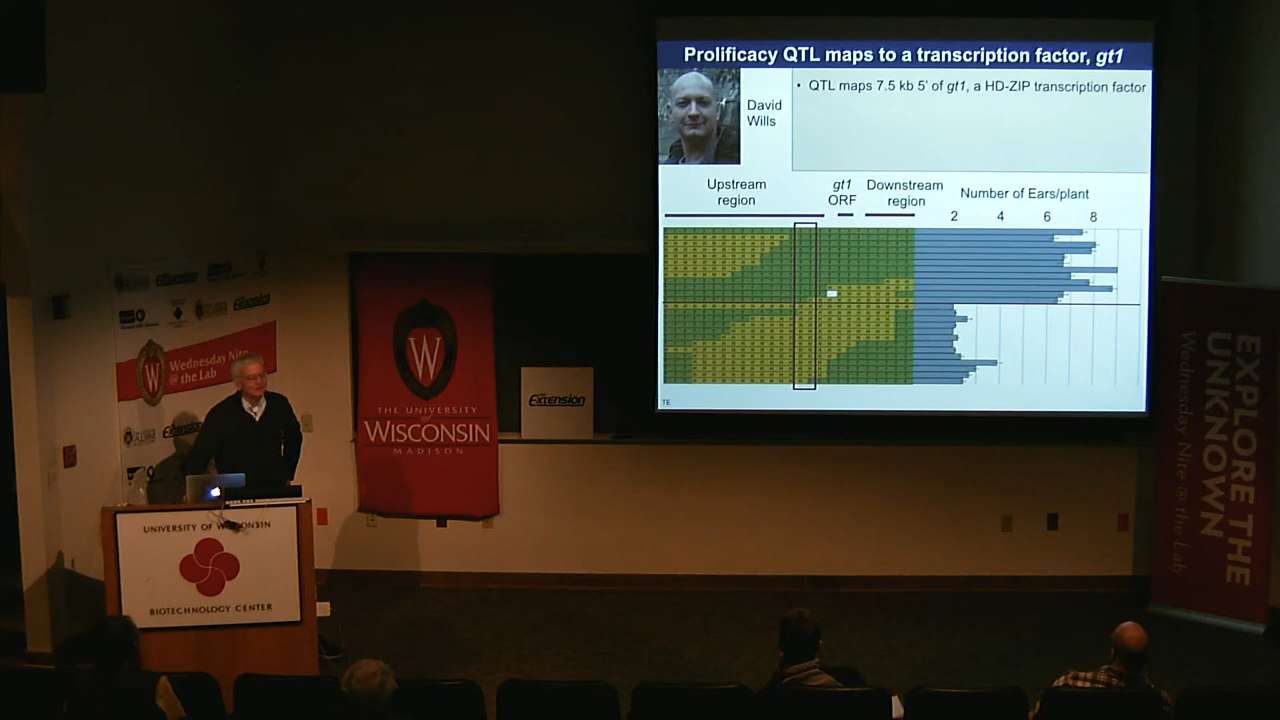 Prolificacy QTL maps to a transcription factor, gt1
David
Wills
• QTL maps 7.5 kb 5' of gt1, a HD-ZIP transcription factor
Upstream
region
gt1
ORF
Downstream
region
Number of Ears/plant
2 4 6 8
TE
Extension
Extension
Wednesday Nite
@ the Lab
W
THE UNIVERSITY
of
WISCONSIN
MADISON
Extension
UNIVERSITY OF WISCONSIN
BIOTECHNOLOGY CENTER
EXPLORE THE
UNKNOWN
Wednesday Nite @ the Lab